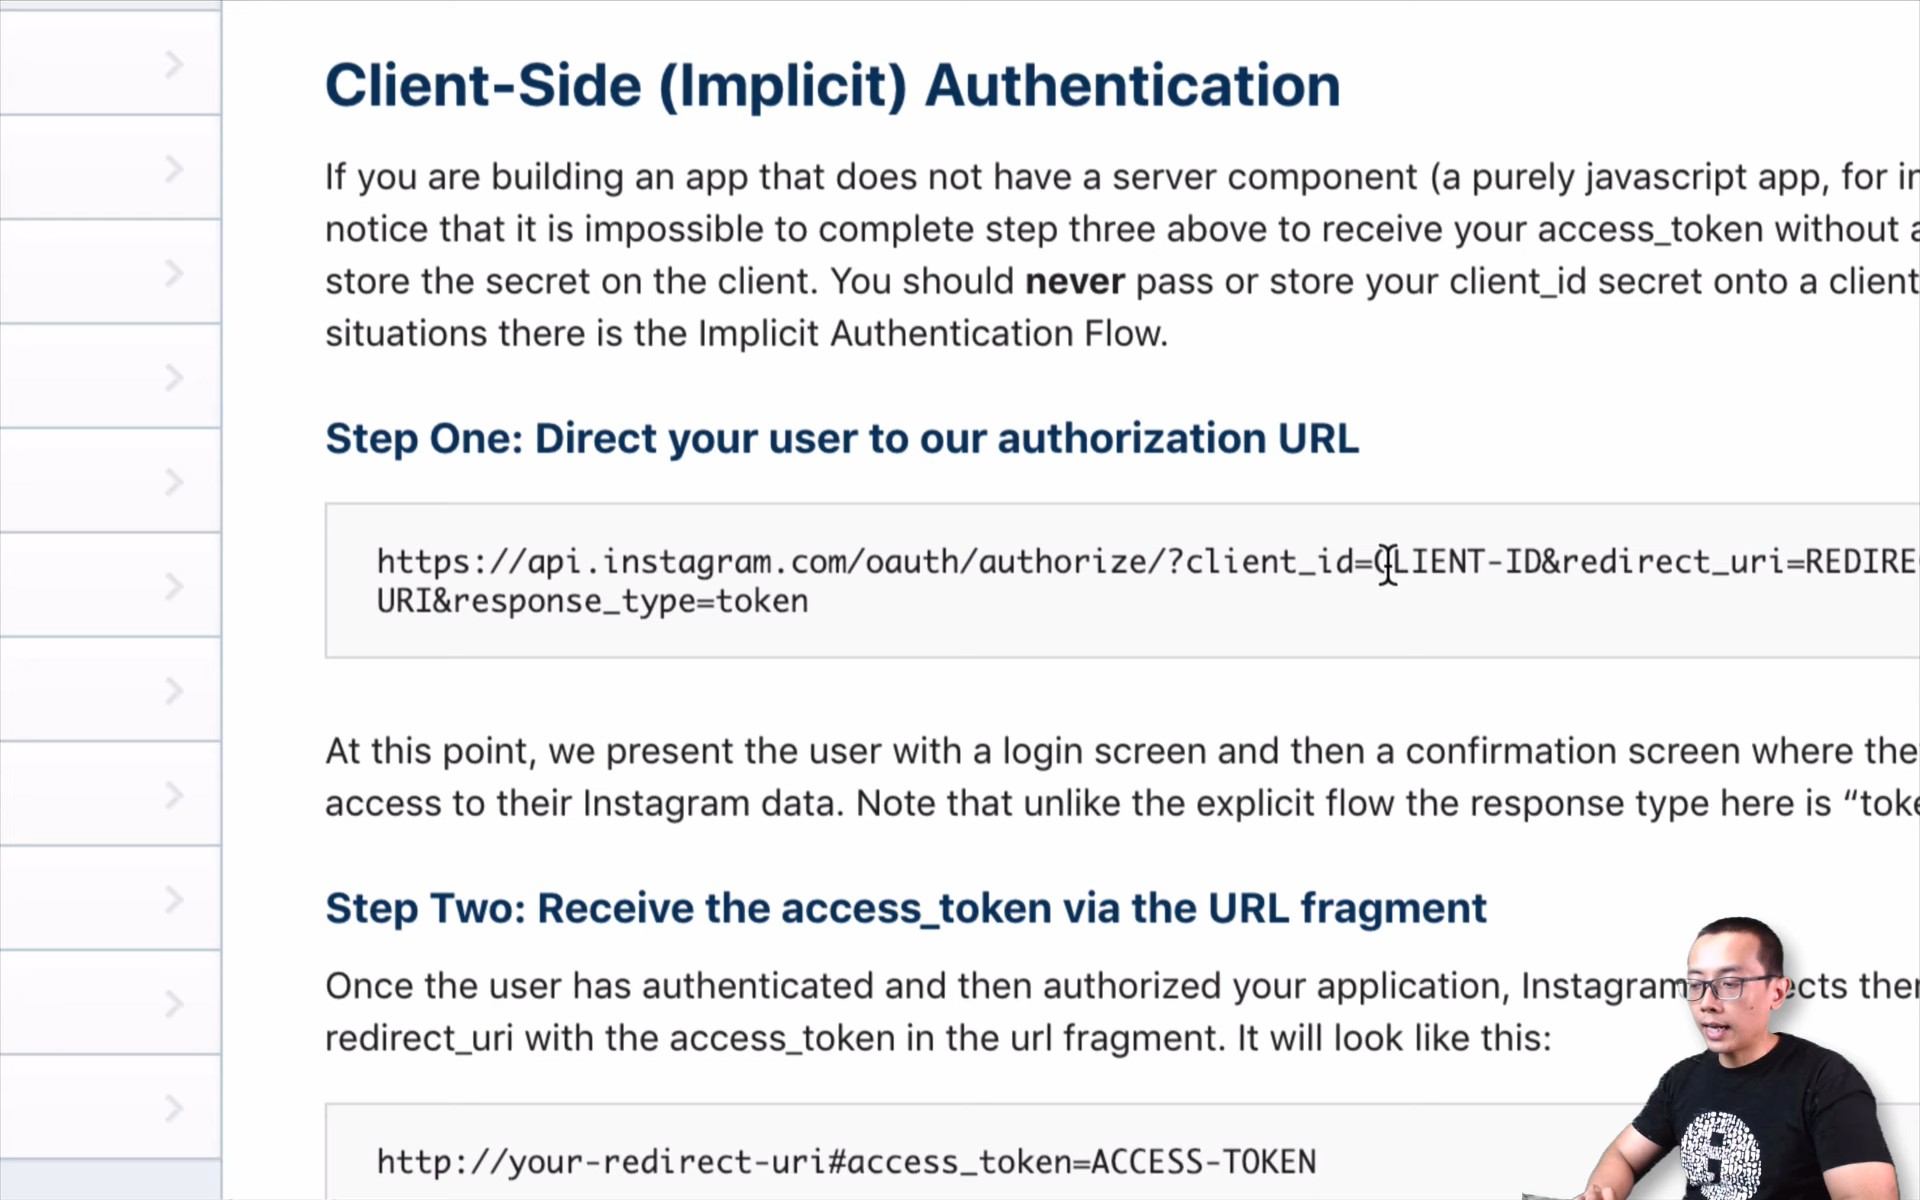 Client-Side (Implicit) Authentication
If you are building an app that does not have a server component (a purely javascript app, for
notice that it is impossible to complete step three above to receive your access_token without
store the secret on the client. You should never pass or store your client_id secret onto a client
situations there is the Implicit Authentication Flow.
Step One: Direct your user to our authorization URL
https://api.instagram.com/oauth/authorize/?client_id=CLIENT-ID&redirect_uri=REDIREC
URI&response_type=token
At this point, we present the user with a login screen and then a confirmation screen where the
access to their Instagram data. Note that unlike the explicit flow the response type here is “toke
Step Two: Receive the access_token via the URL fragment
Once the user has authenticated and then authorized your application, Instagram ects
redirect_uri with the access_token in the url fragment. It will look like this:
http://your-redirect-uri#access_token=ACCESS-TOKEN